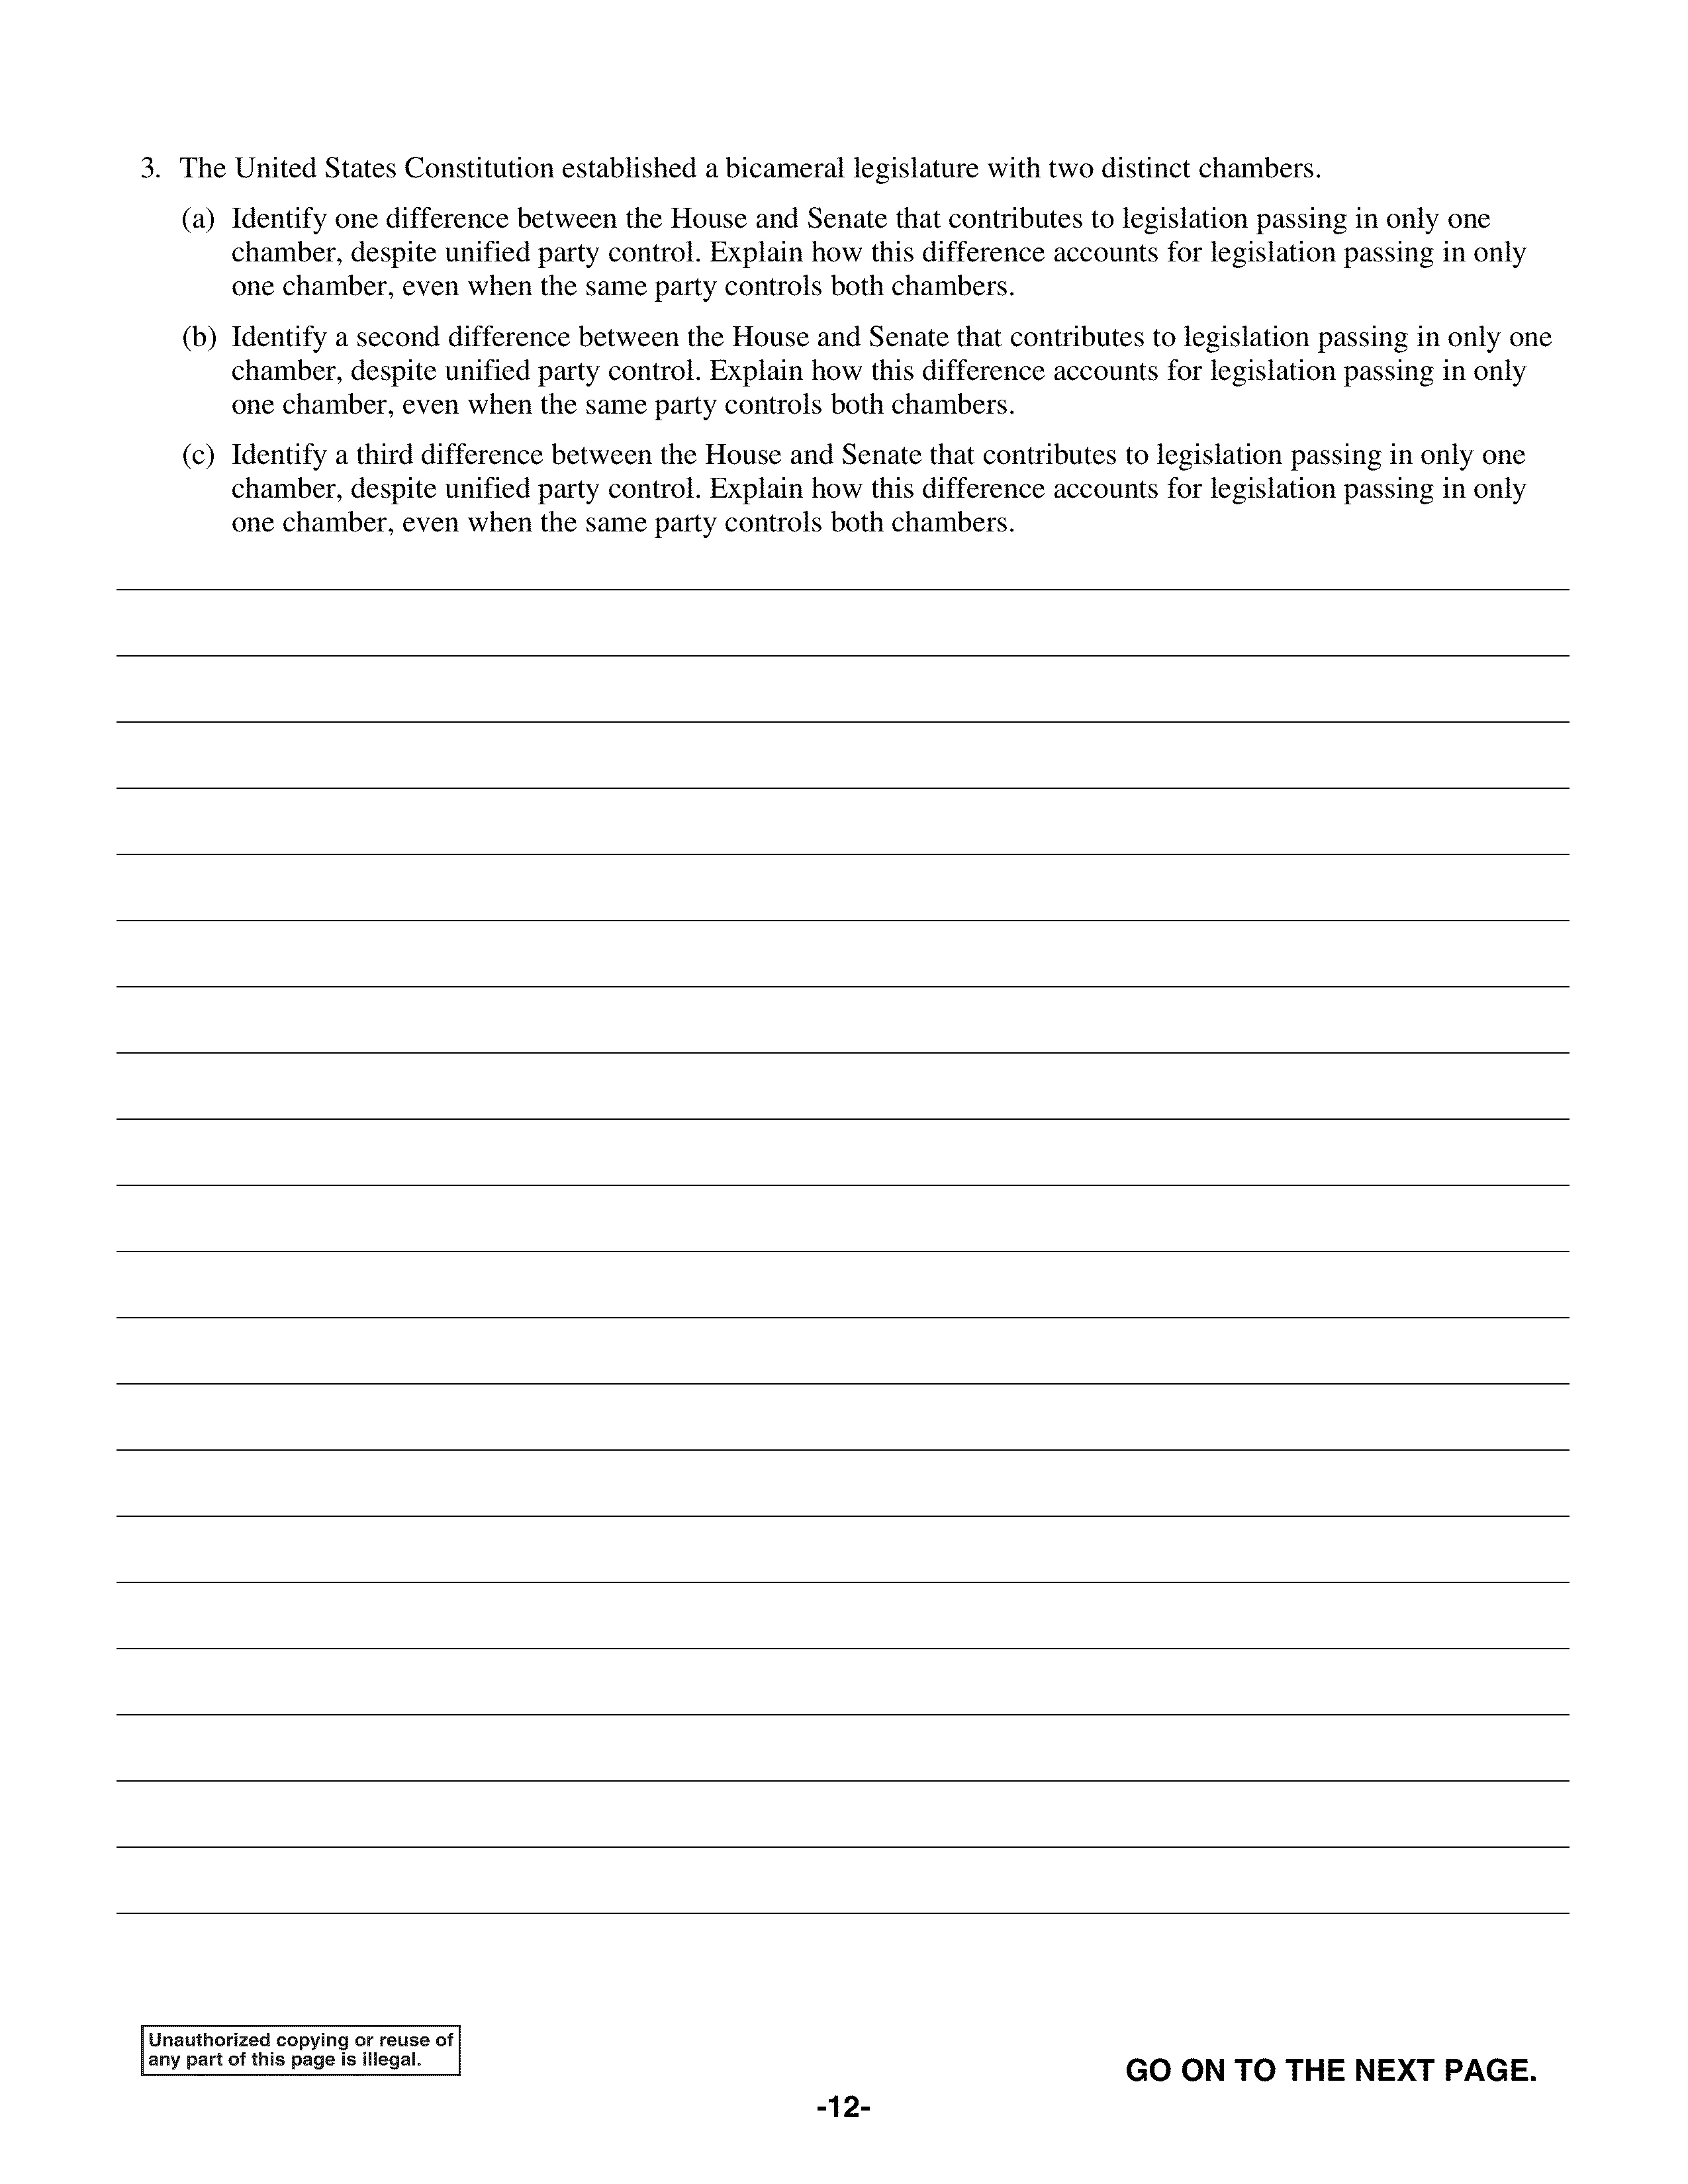 3. The United States Constitution established a bicameral legislature with two distinct chambers.
(a) Identify one difference between the House and Senate that contributes to legislation passing in only one
chamber, despite unified party control. Explain how this difference accounts for legislation passing in only
one chamber, even when the same party controls both chambers.
(b) Identify a second difference between the House and Senate that contributes to legislation passing in only one
chamber, despite unified party control. Explain how this difference accounts for legislation passing in only
one chamber, even when the same party controls both chambers.
(c) Identify a third difference between the House and Senate that contributes to legislation passing in only one
chamber, despite unified party control. Explain how this difference accounts for legislation passing in only
one chamber, even when the same party controls both chambers.
Unauthorized copying or reuse of
any part of this page is illegal.
GO ON TO THE NEXT PAGE.
-12-